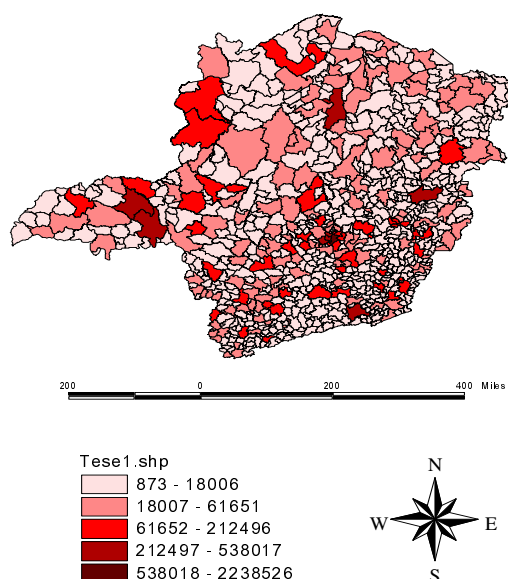 200 0 200 400 Miles
Tese1.shp
873 - 18006
18007 - 61651
61652 - 212496
212497 - 538017
538018 - 2238526
N
W E
S